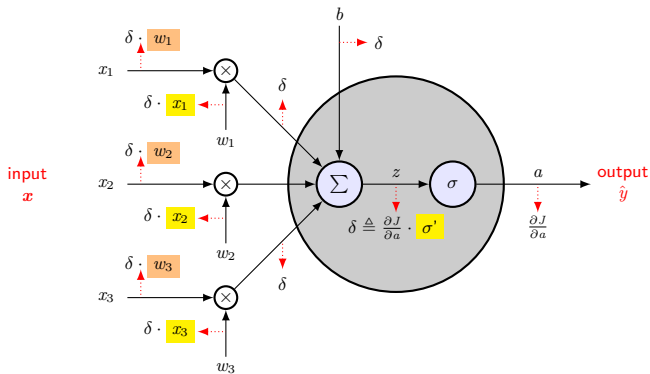 b
δ · w₁
δ
x₁
×
δ
δ · x₁
w₁
δ · w₂
input
x
x₂
×
∑
z
σ
a
output
ŷ
δ · x₂
δ ≜ ∂J/∂a · σ'
∂J/∂a
w₂
δ · w₃
δ
x₃
×
δ · x₃
w₃